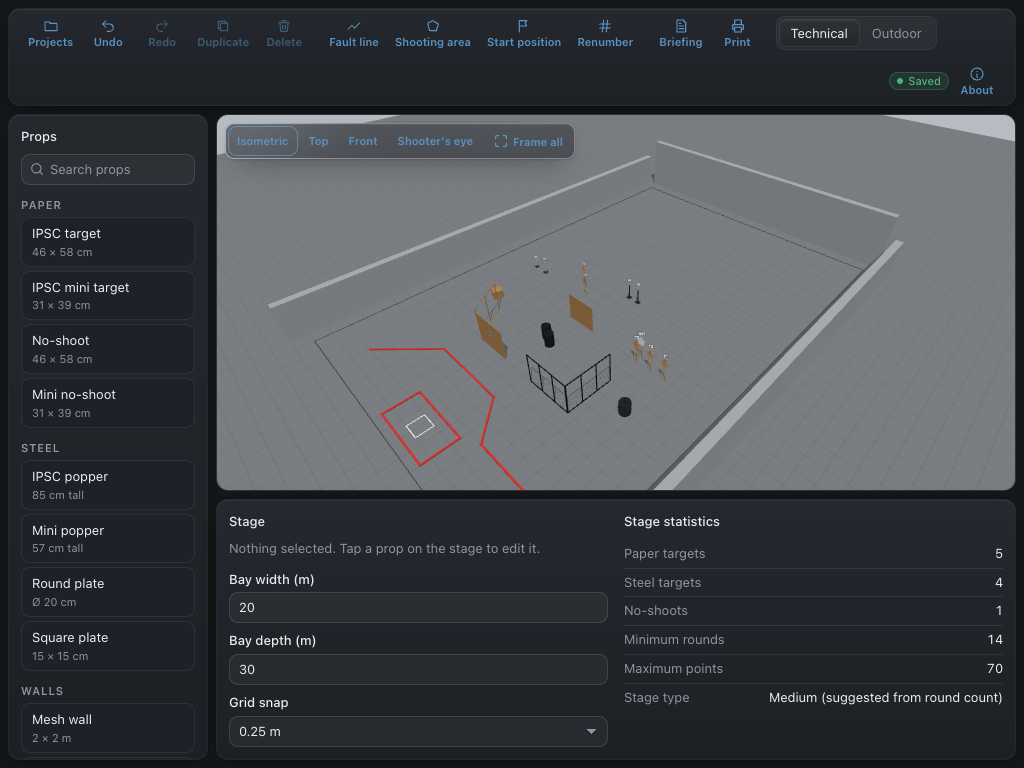 Projects
Undo
Redo
Duplicate
Delete
Fault line
Shooting area
Start position
Renumber
Briefing
Print
Technical
Outdoor
Saved
About
Props
Search props
PAPER
IPSC target
46 × 58 cm
IPSC mini target
31 × 39 cm
No-shoot
46 × 58 cm
Mini no-shoot
31 × 39 cm
STEEL
IPSC popper
85 cm tall
Mini popper
57 cm tall
Round plate
Ø 20 cm
Square plate
15 × 15 cm
WALLS
Mesh wall
2 × 2 m
Isometric
Top
Front
Shooter's eye
Frame all
Stage
Nothing selected. Tap a prop on the stage to edit it.
Bay width (m)
20
Bay depth (m)
30
Grid snap
0.25 m
Stage statistics
Paper targets 5
Steel targets 4
No-shoots 1
Minimum rounds 14
Maximum points 70
Stage type Medium (suggested from round count)